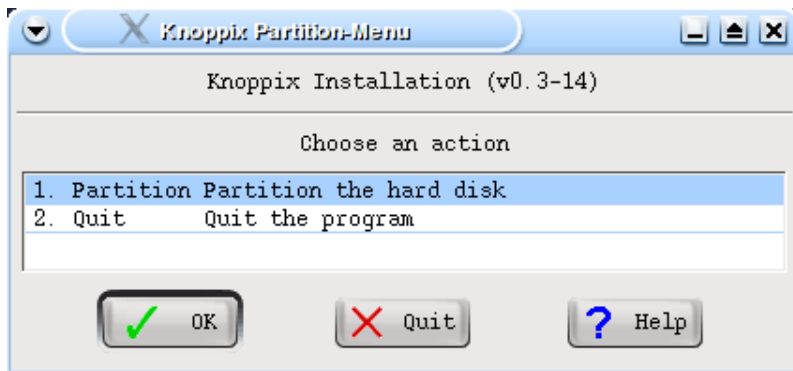 Knoppix Partition-Menu
Knoppix Installation (v0.3-14)
Choose an action
1. Partition Partition the hard disk
2. Quit Quit the program
OK Quit Help